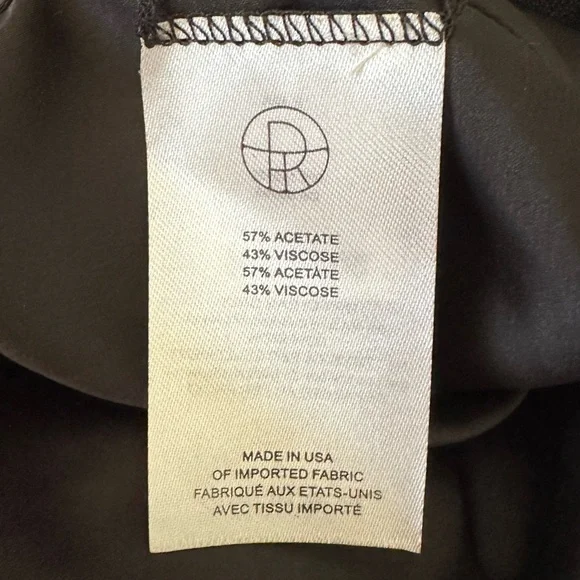 57% ACETATE
43% VISCOSE
57% ACÉTATE
43% VISCOSE
MADE IN USA
OF IMPORTED FABRIC
FABRIQUÉ AUX ETATS-UNIS
AVEC TISSU IMPORTÉ